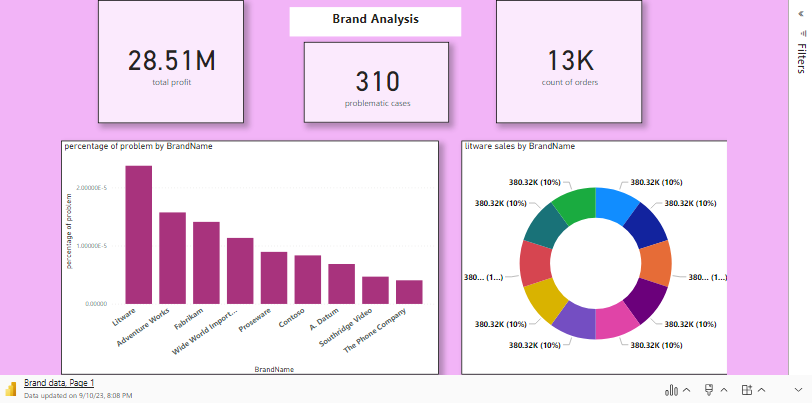 Brand Analysis
28.51M
total profit
310
problematic cases
13K
count of orders
Filters
percentage of problem by BrandName
percentage of problem
2.00000E-5
1.00000E-5
0.00000
Litware
Adventure Works
Fabrikam
Wide World Import...
Proseware
Contoso
A. Datum
Southridge Video
The Phone Company
BrandName
litware sales by BrandName
380.32K (10%)
380.32K (10%)
380.32K (10%)
380.32K (10%)
380... (1...)
380... (1...)
380.32K (10%)
380.32K (10%)
380.32K (10%)
380.32K (10%)
Brand data, Page 1
Data updated on 9/10/23, 8:08 PM